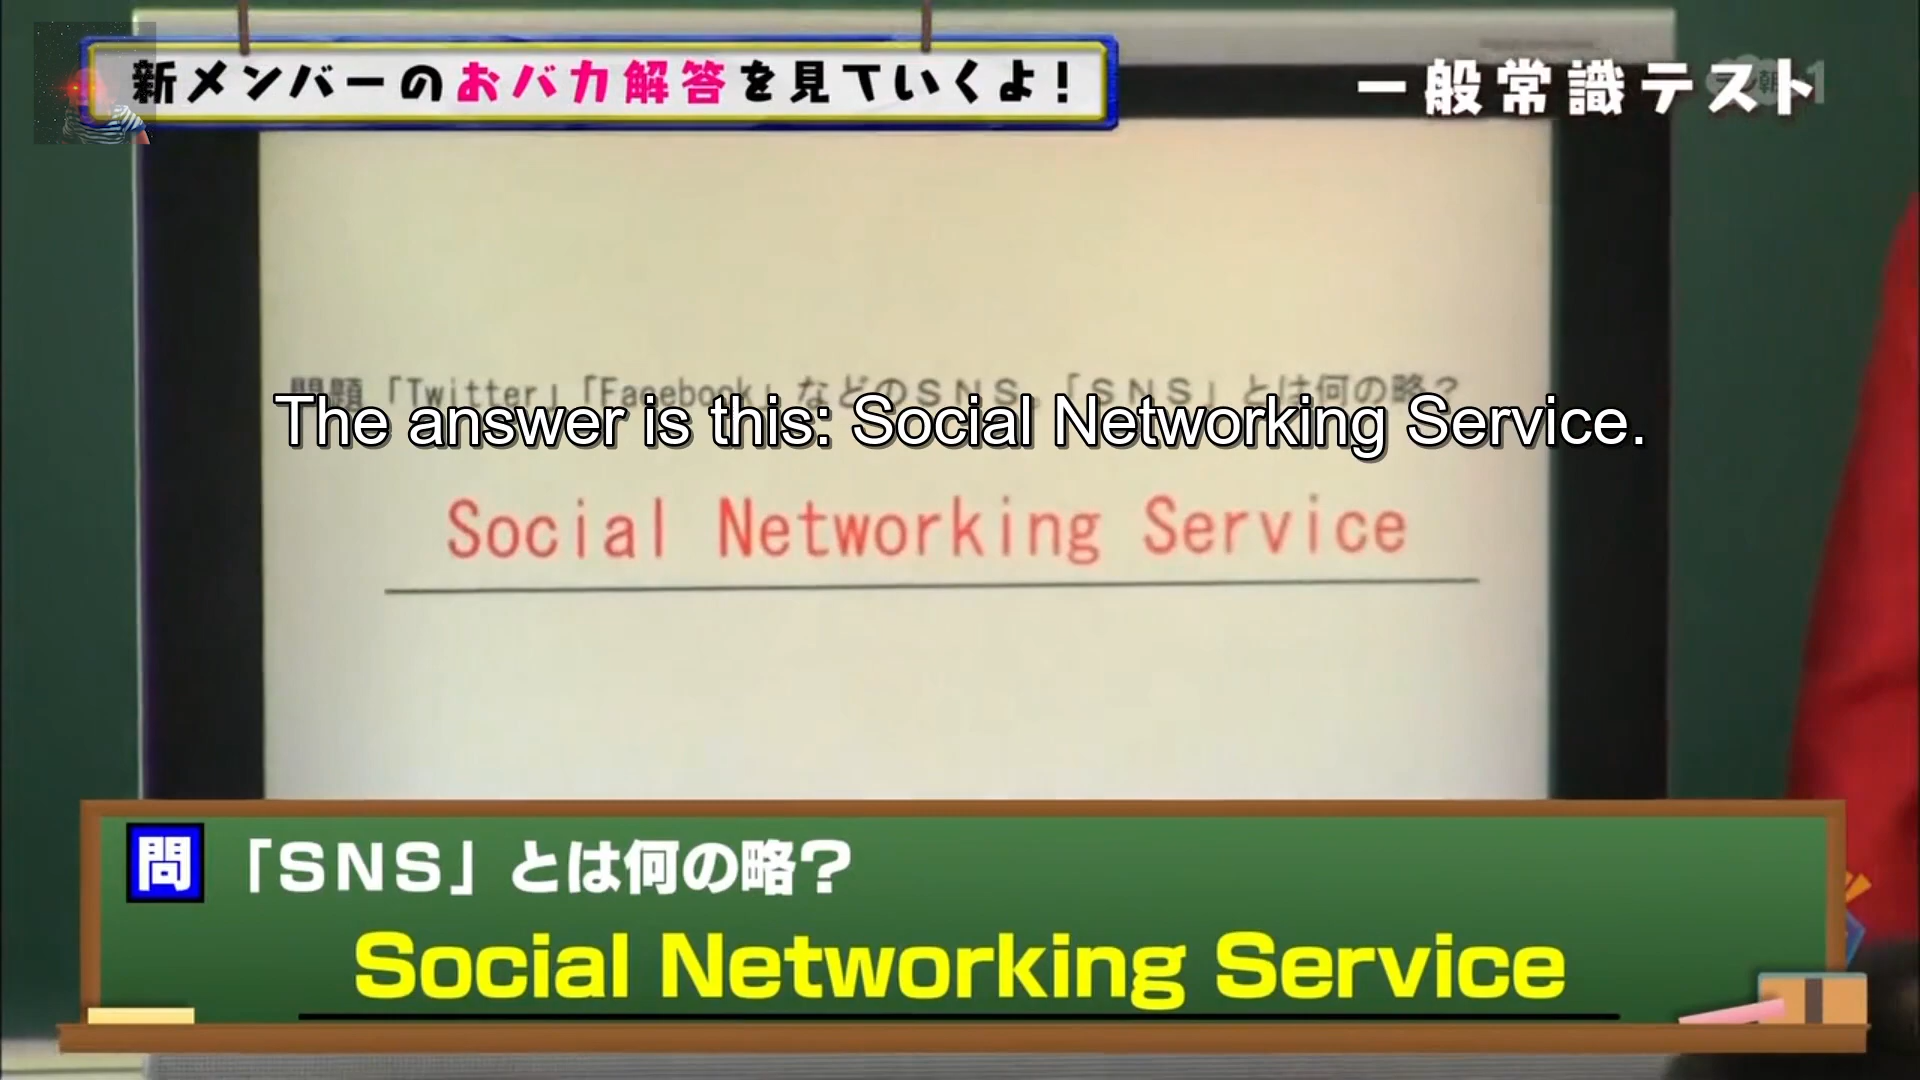 新メンバーのおバカ解答を見ていくよ!
一般常識テスト
問題「Twitter」「Facebook」などのSNS。「SNS」とは何の略?
The answer is this: Social Networking Service.
Social Networking Service
問 「SNS」とは何の略?
Social Networking Service